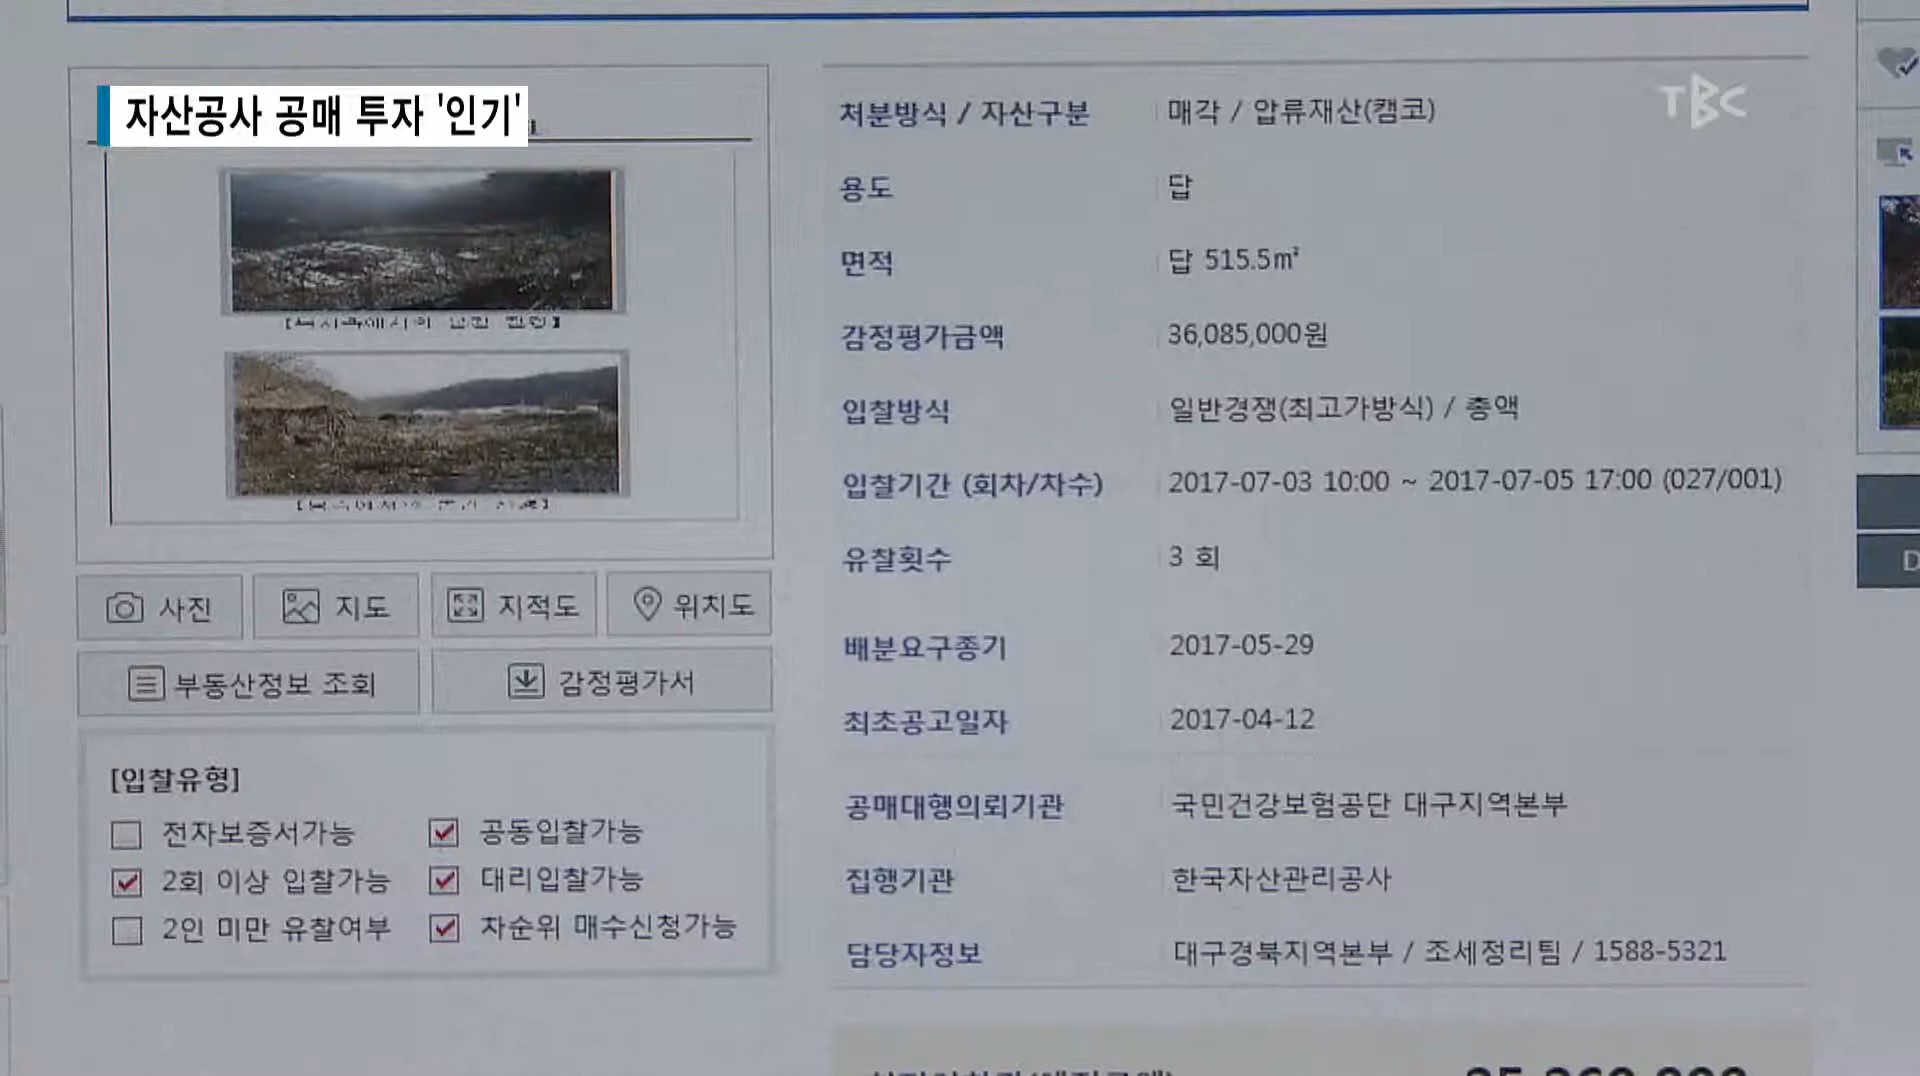 자산공사 공매 투자 '인기'
TBC
처분방식 / 자산구분 매각 / 압류재산(캠코)
용도 답
면적 답 515.5㎡
감정평가금액 36,085,000원
입찰방식 일반경쟁(최고가방식) / 총액
입찰기간 (회차/차수) 2017-07-03 10:00 ~ 2017-07-05 17:00 (027/001)
유찰횟수 3 회
배분요구종기 2017-05-29
최초공고일자 2017-04-12
공매대행의뢰기관 국민건강보험공단 대구지역본부
집행기관 한국자산관리공사
담당자정보 대구경북지역본부 / 조세정리팀 / 1588-5321
사진 지도 지적도 위치도
부동산정보 조회 감정평가서
[입찰유형]
전자보증서가능 공동입찰가능
2회 이상 입찰가능 대리입찰가능
2인 미만 유찰여부 차순위 매수신청가능
D